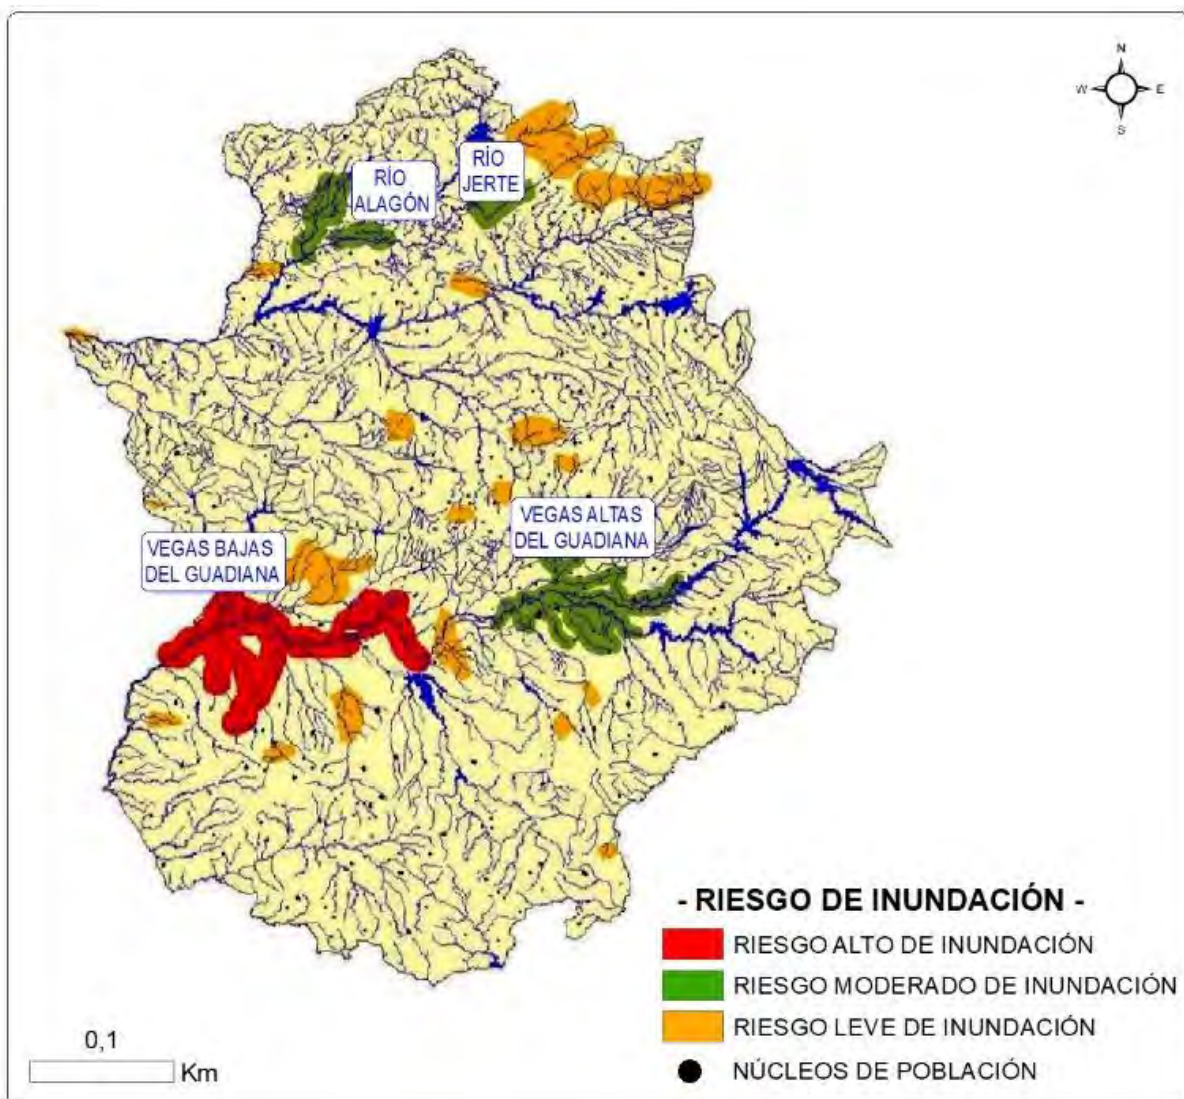 N
W E
S
RÍO
JERTE
RÍO
ALAGÓN
VEGAS ALTAS
DEL GUADIANA
VEGAS BAJAS
DEL GUADIANA
- RIESGO DE INUNDACIÓN -
RIESGO ALTO DE INUNDACIÓN
RIESGO MODERADO DE INUNDACIÓN
RIESGO LEVE DE INUNDACIÓN
NÚCLEOS DE POBLACIÓN
0,1
Km